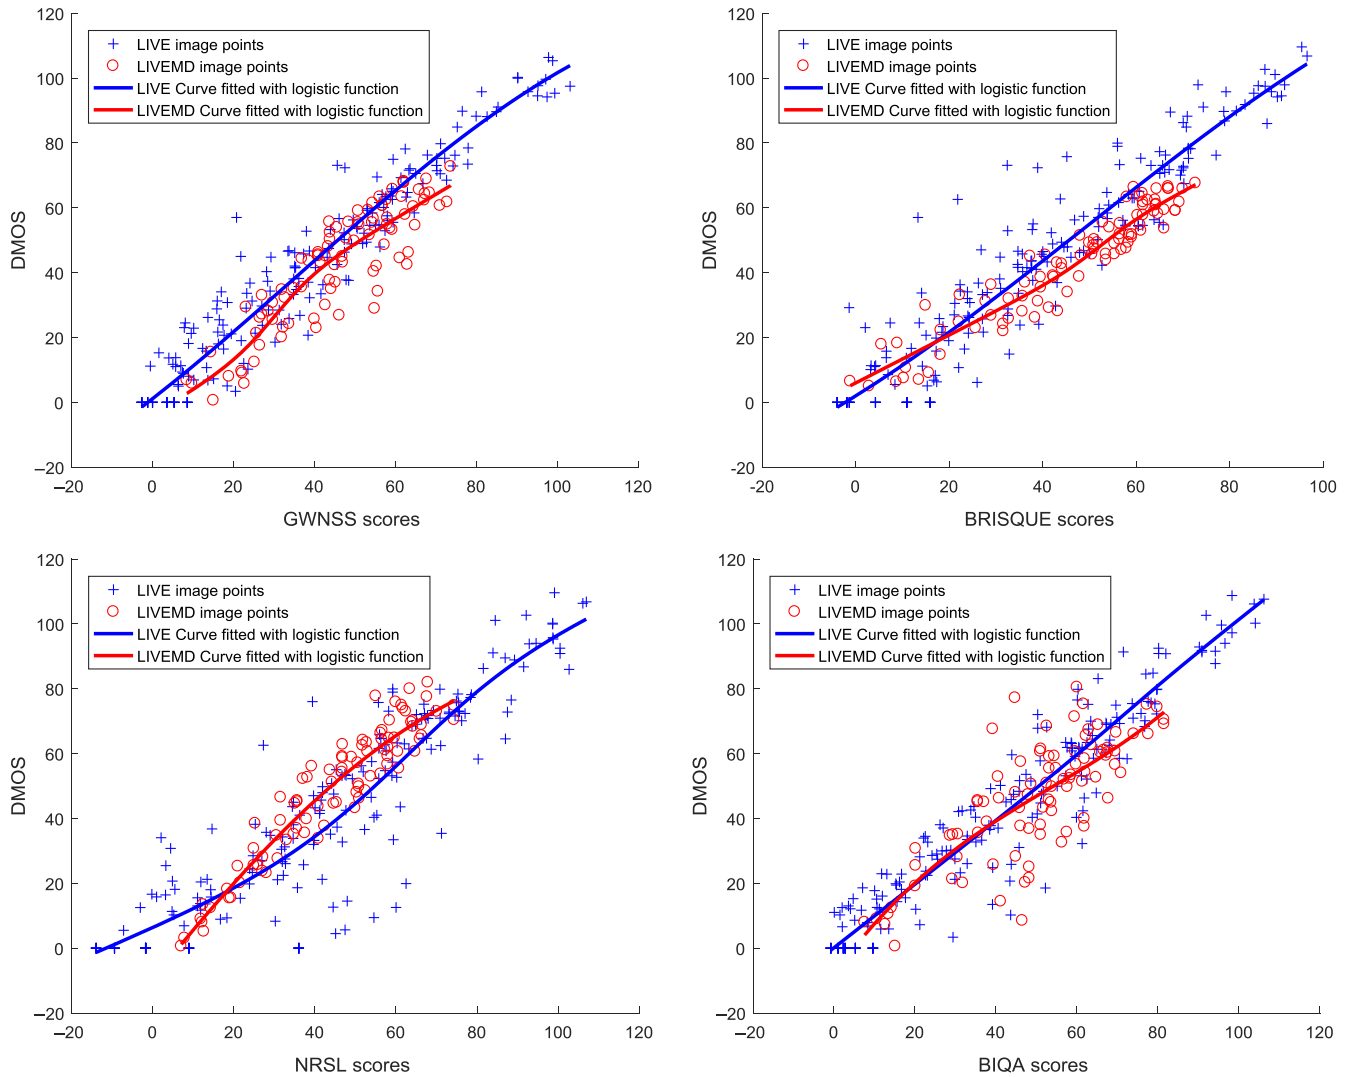 120
100
80
60
40
20
0
–20
–20
0
20
40
60
80
100
120
DMOS
GWNSS scores
LIVE image points
LIVEMD image points
LIVE Curve fitted with logistic function
LIVEMD Curve fitted with logistic function
120
100
80
60
40
20
0
-20
-20
0
20
40
60
80
100
DMOS
BRISQUE scores
LIVE image points
LIVEMD image points
LIVE Curve fitted with logistic function
LIVEMD Curve fitted with logistic function
120
100
80
60
40
20
0
–20
–20
0
20
40
60
80
100
120
DMOS
NRSL scores
LIVE image points
LIVEMD image points
LIVE Curve fitted with logistic function
LIVEMD Curve fitted with logistic function
120
100
80
60
40
20
0
–20
–20
0
20
40
60
80
100
120
DMOS
BIQA scores
LIVE image points
LIVEMD image points
LIVE Curve fitted with logistic function
LIVEMD Curve fitted with logistic function